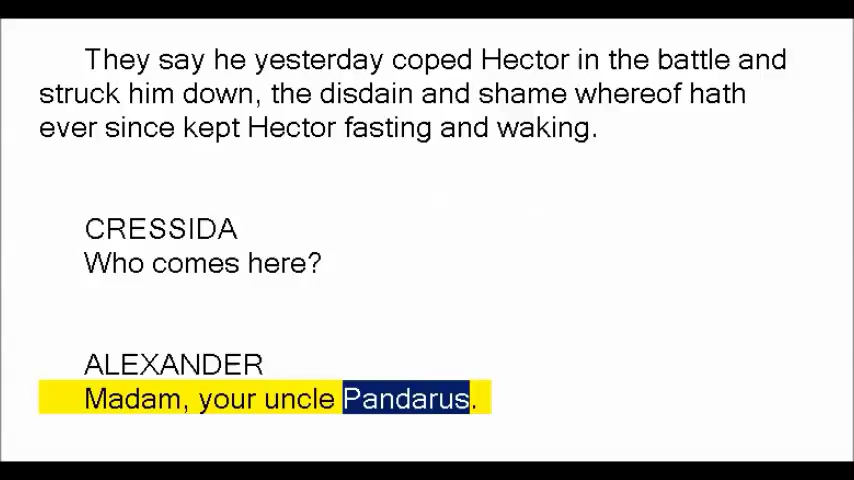 They say he yesterday coped Hector in the battle and
struck him down, the disdain and shame whereof hath
ever since kept Hector fasting and waking.
CRESSIDA
Who comes here?
ALEXANDER
Madam, your uncle Pandarus.